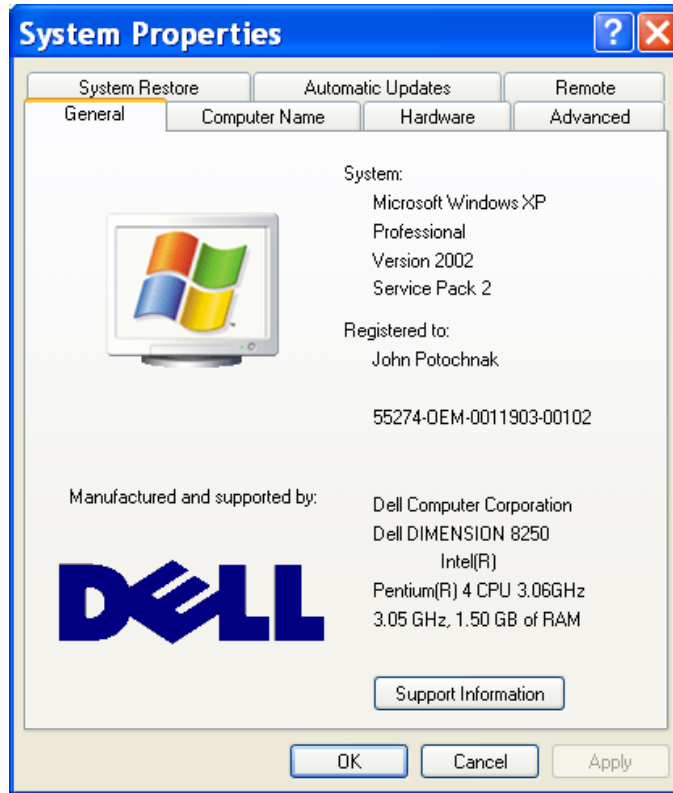 System Properties
System Restore
Automatic Updates
Remote
General
Computer Name
Hardware
Advanced
System:
Microsoft Windows XP
Professional
Version 2002
Service Pack 2
Registered to:
John Potochnak
55274-OEM-0011903-00102
Manufactured and supported by:
DELL
Dell Computer Corporation
Dell DIMENSION 8250
Intel(R)
Pentium(R) 4 CPU 3.06GHz
3.05 GHz, 1.50 GB of RAM
Support Information
OK
Cancel
Apply